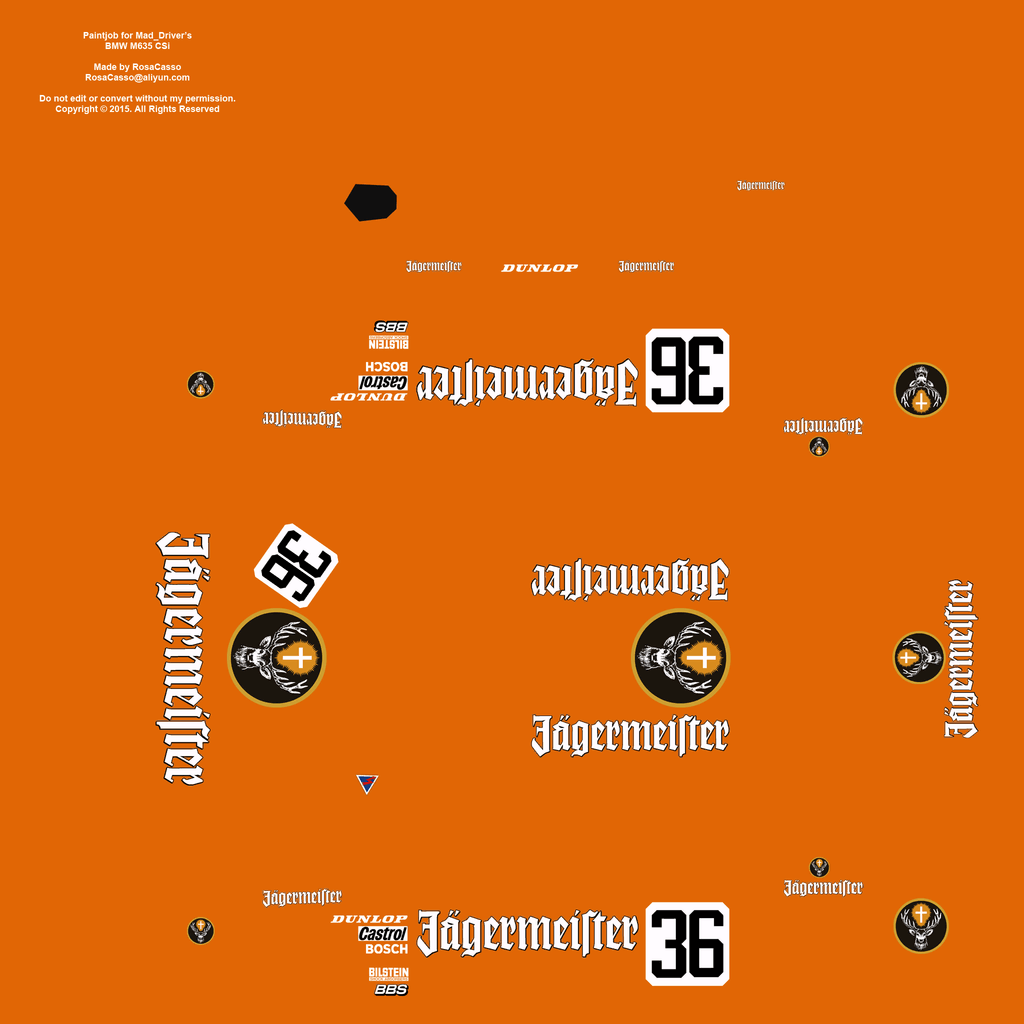 Paintjob for Mad_Driver's
BMW M635 CSi
Made by RosaCasso
RosaCasso@aliyun.com
Do not edit or convert without my permission.
Copyright © 2015. All Rights Reserved
Jägermeiſter
Jägermeiſter
DUNLOP
Jägermeiſter
BBS
BILSTEIN
BOSCH
Castrol
DUNLOP
Jägermeiſter
36
Jägermeiſter
Jägermeiſter
Jägermeiſter
36
Jägermeiſter
Jägermeiſter
Jägermeiſter
Jägermeiſter
Jägermeiſter
DUNLOP
Castrol
BOSCH
BILSTEIN
BBS
Jägermeiſter
36